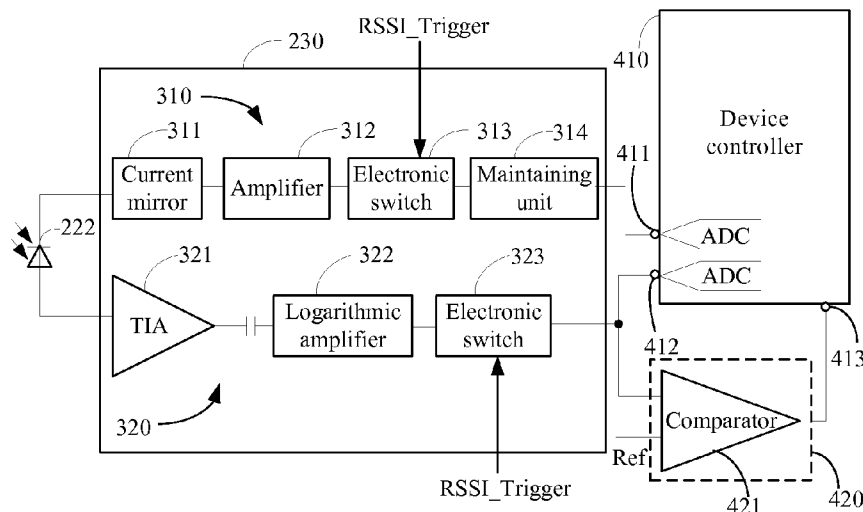 RSSI_Trigger
230
410
310
311
312
313
314
Device
controller
411
Current
mirror
Amplifier
Electronic
switch
Maintaining
unit
222
ADC
321
322
323
ADC
TIA
Logarithmic
amplifier
Electronic
switch
412
413
320
Comparator
Ref
RSSI_Trigger
421
420